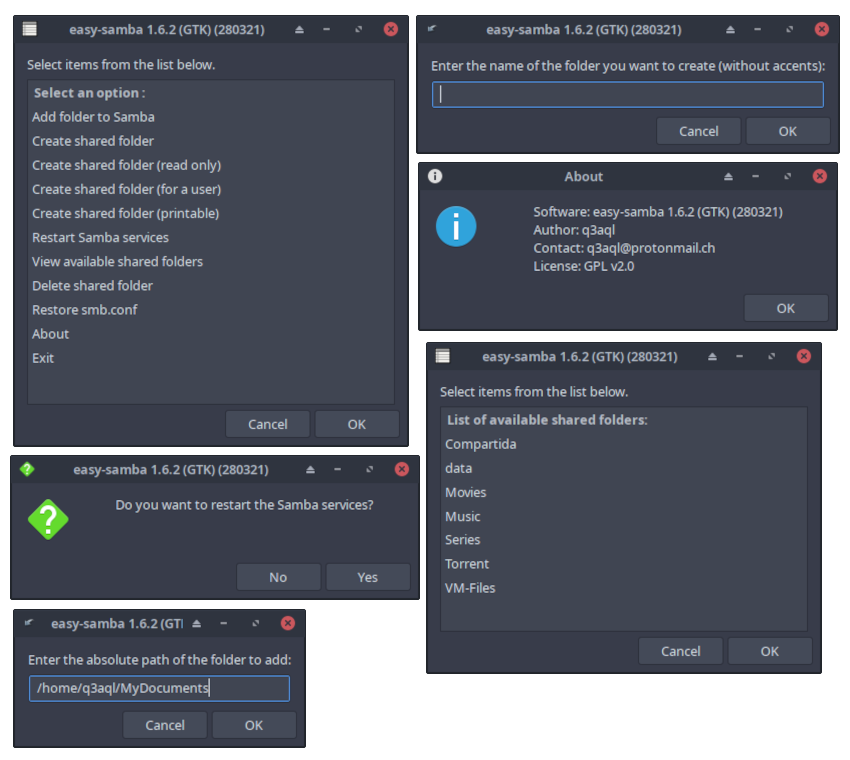 easy-samba 1.6.2 (GTK) (280321)
Select items from the list below.
Select an option :
Add folder to Samba
Create shared folder
Create shared folder (read only)
Create shared folder (for a user)
Create shared folder (printable)
Restart Samba services
View available shared folders
Delete shared folder
Restore smb.conf
About
Exit
Cancel OK
easy-samba 1.6.2 (GTK) (280321)
Enter the name of the folder you want to create (without accents):
Cancel OK
About
Software: easy-samba 1.6.2 (GTK) (280321)
Author: q3aql
Contact: q3aql@protonmail.ch
License: GPL v2.0
OK
easy-samba 1.6.2 (GTK) (280321)
Select items from the list below.
List of available shared folders:
Compartida
data
Movies
Music
Series
Torrent
VM-Files
Cancel OK
easy-samba 1.6.2 (GTK) (280321)
Do you want to restart the Samba services?
No Yes
easy-samba 1.6.2 (GTI
Enter the absolute path of the folder to add:
/home/q3aql/MyDocuments
Cancel OK